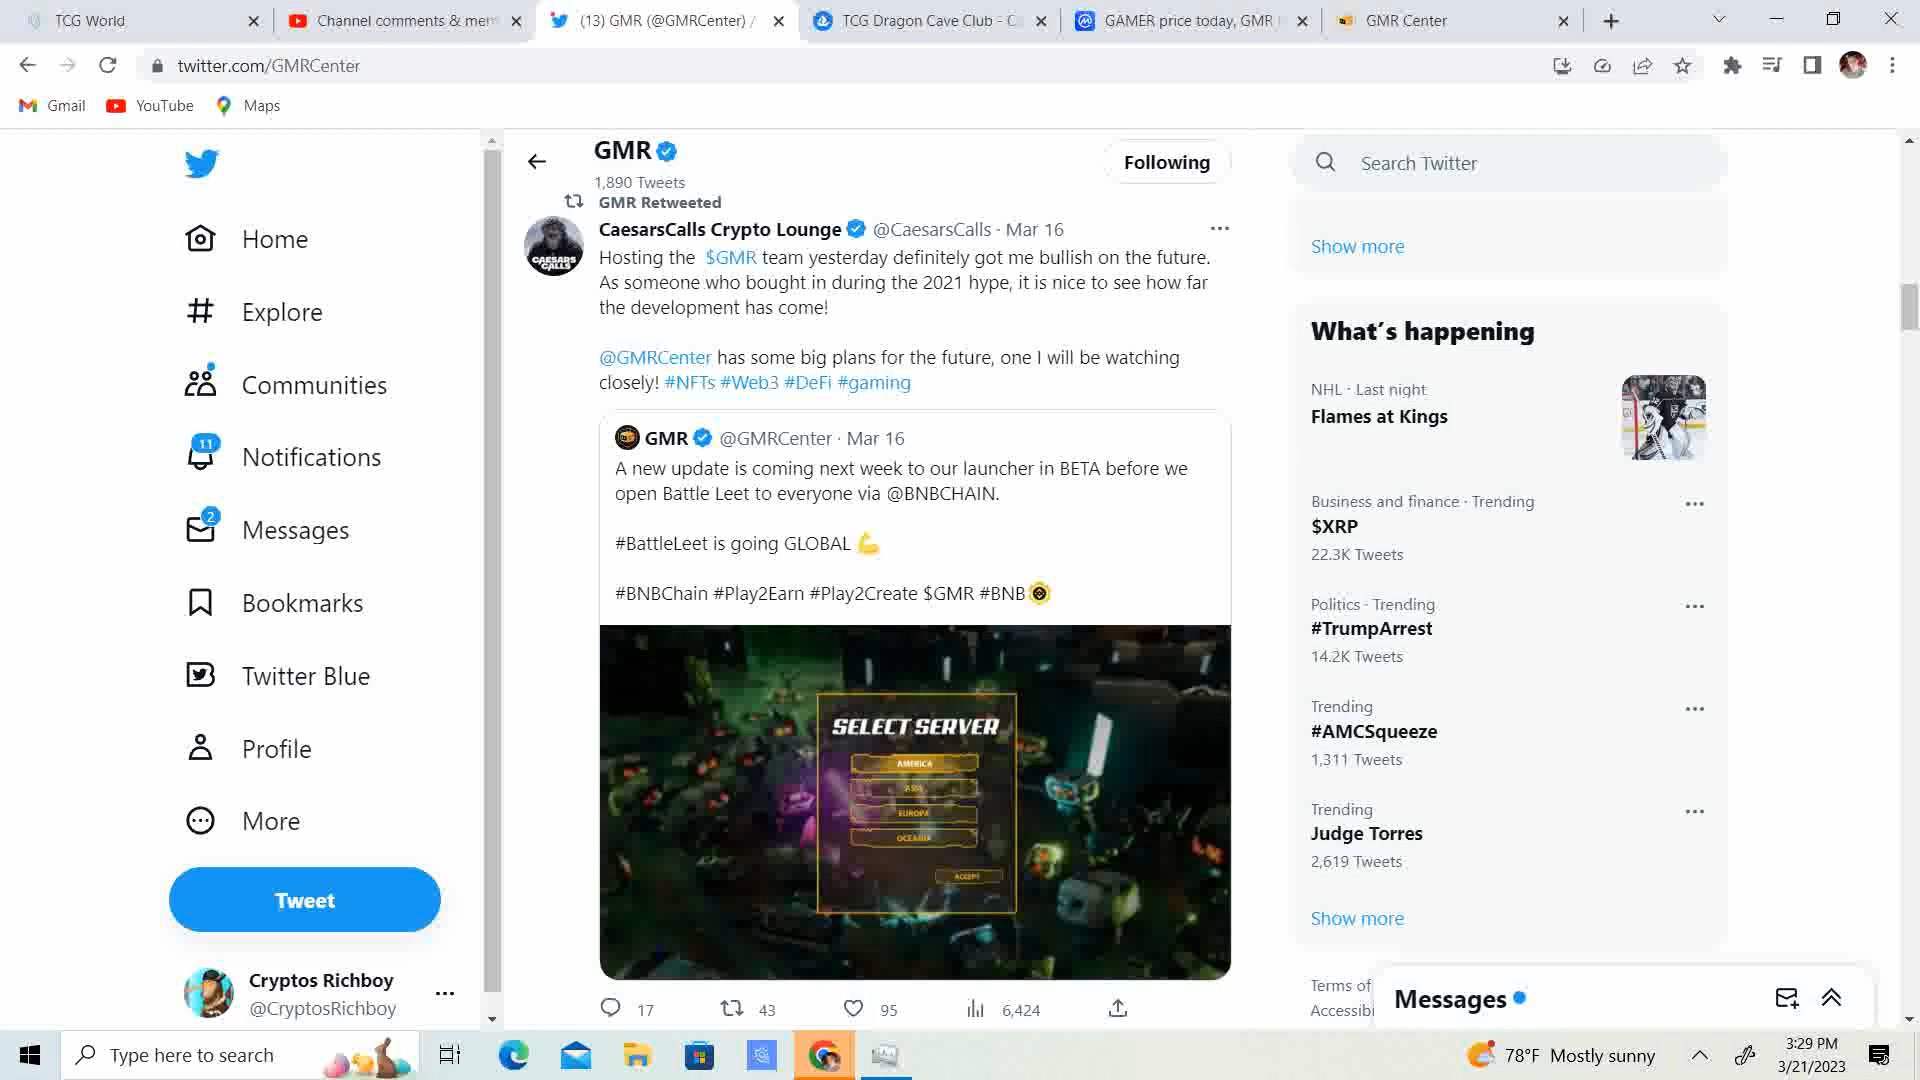 TCG World
Channel comments & mem
(13) GMR (@GMRCenter) /
TCG Dragon Cave Club - C
GAMER price today, GMR
GMR Center
twitter.com/GMRCenter
Gmail
YouTube
Maps
Home
Explore
Communities
11
Notifications
2
Messages
Bookmarks
Twitter Blue
Profile
More
Tweet
Cryptos Richboy
@CryptosRichboy
GMR
1,890 Tweets
Following
GMR Retweeted
CaesarsCalls Crypto Lounge @CaesarsCalls · Mar 16
CAESARS
CALLS
Hosting the $GMR team yesterday definitely got me bullish on the future.
As someone who bought in during the 2021 hype, it is nice to see how far
the development has come!
@GMRCenter has some big plans for the future, one I will be watching
closely! #NFTs #Web3 #DeFi #gaming
GMR @GMRCenter · Mar 16
A new update is coming next week to our launcher in BETA before we
open Battle Leet to everyone via @BNBCHAIN.
#BattleLeet is going GLOBAL 💪
#BNBChain #Play2Earn #Play2Create $GMR #BNB
SELECT SERVER
AMERICA
ASIA
EUROPA
OCEANIA
ACCEPT
17
43
95
6,424
Search Twitter
Show more
What's happening
NHL · Last night
Flames at Kings
Business and finance · Trending
$XRP
22.3K Tweets
Politics · Trending
#TrumpArrest
14.2K Tweets
Trending
#AMCSqueeze
1,311 Tweets
Trending
Judge Torres
2,619 Tweets
Show more
Terms of
Accessibi
Messages
Type here to search
78°F Mostly sunny
3:29 PM
3/21/2023